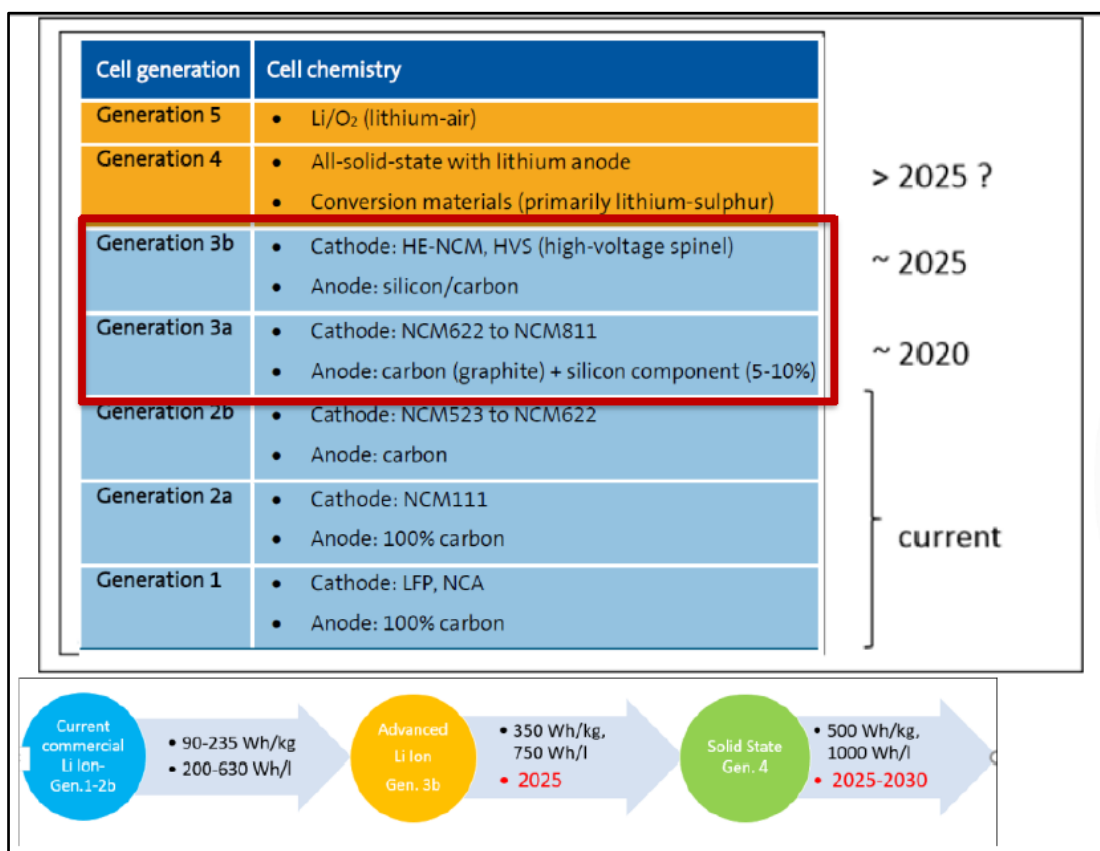 Cell generation Cell chemistry
Generation 5 • Li/O₂ (lithium-air)
Generation 4 • All-solid-state with lithium anode
• Conversion materials (primarily lithium-sulphur)
> 2025 ?
Generation 3b • Cathode: HE-NCM, HVS (high-voltage spinel)
• Anode: silicon/carbon
~ 2025
Generation 3a • Cathode: NCM622 to NCM811
• Anode: carbon (graphite) + silicon component (5-10%)
~ 2020
Generation 2b • Cathode: NCM523 to NCM622
• Anode: carbon
Generation 2a • Cathode: NCM111
• Anode: 100% carbon
Generation 1 • Cathode: LFP, NCA
• Anode: 100% carbon
current
Current
commercial
Li Ion-
Gen.1-2b
• 90-235 Wh/kg
• 200-630 Wh/l
Advanced
Li Ion
Gen. 3b
• 350 Wh/kg,
750 Wh/l
• 2025
Solid State
Gen. 4
• 500 Wh/kg,
1000 Wh/l
• 2025-2030